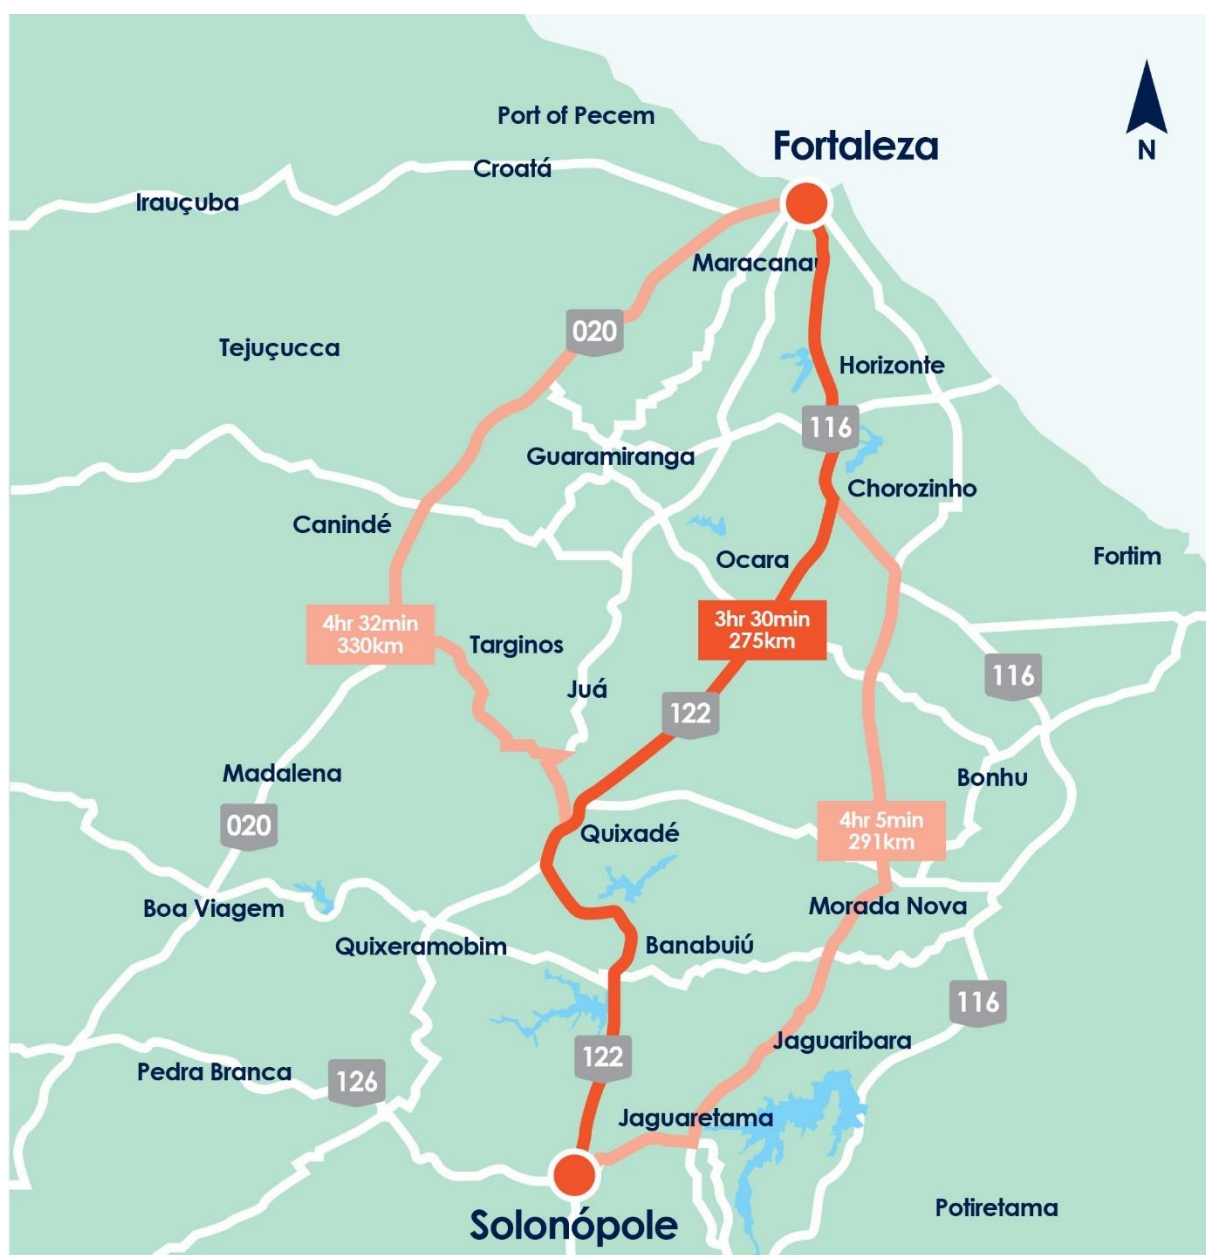 Port of Pecem
Fortaleza
N
Croatá
Irauçuba
Maracanau
020
Tejuçucca
Horizonte
116
Guaramiranga
Chorozinho
Canindé
Ocara
Fortim
4hr 32min
330km
3hr 30min
275km
Targinos
116
Juá
122
Madalena
Bonhu
020
Quixadé
4hr 5min
291km
Boa Viagem
Morada Nova
Quixeramobim
Banabuiú
116
Jaguaribara
122
Pedra Branca
126
Jaguaretama
Potiretama
Solonópole